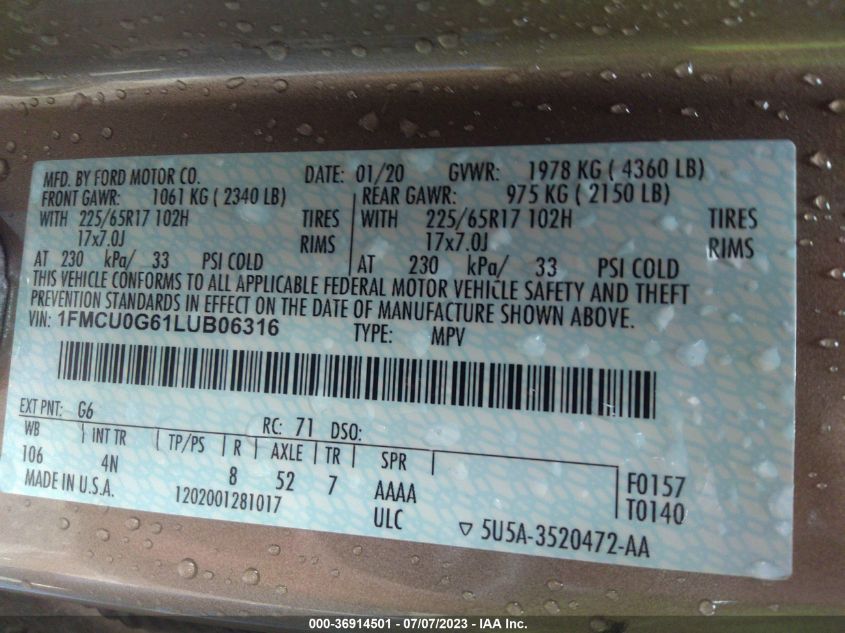 MFD. BY FORD MOTOR CO. DATE: 01/20 GVWR: 1978 KG ( 4360 LB)
FRONT GAWR: 1061 KG ( 2340 LB) REAR GAWR: 975 KG ( 2150 LB)
WITH 225/65R17 102H TIRES WITH 225/65R17 102H TIRES
17x7.0J RIMS 17x7.0J RIMS
AT 230 kPa/ 33 PSI COLD AT 230 kPa/ 33 PSI COLD
THIS VEHICLE CONFORMS TO ALL APPLICABLE FEDERAL MOTOR VEHICLE SAFETY AND THEFT
PREVENTION STANDARDS IN EFFECT ON THE DATE OF MANUFACTURE SHOWN ABOVE.
VIN: 1FMCU0G61LUB06316 TYPE: MPV
EXT PNT: G6 RC: 71 DSO:
WB INT TR TP/PS R AXLE TR SPR
106 4N 8 52 7 AAAA F0157
MADE IN U.S.A. 1202001281017 ULC T0140
▽ 5U5A-3520472-AA
000-36914501 - 07/07/2023 - IAA Inc.